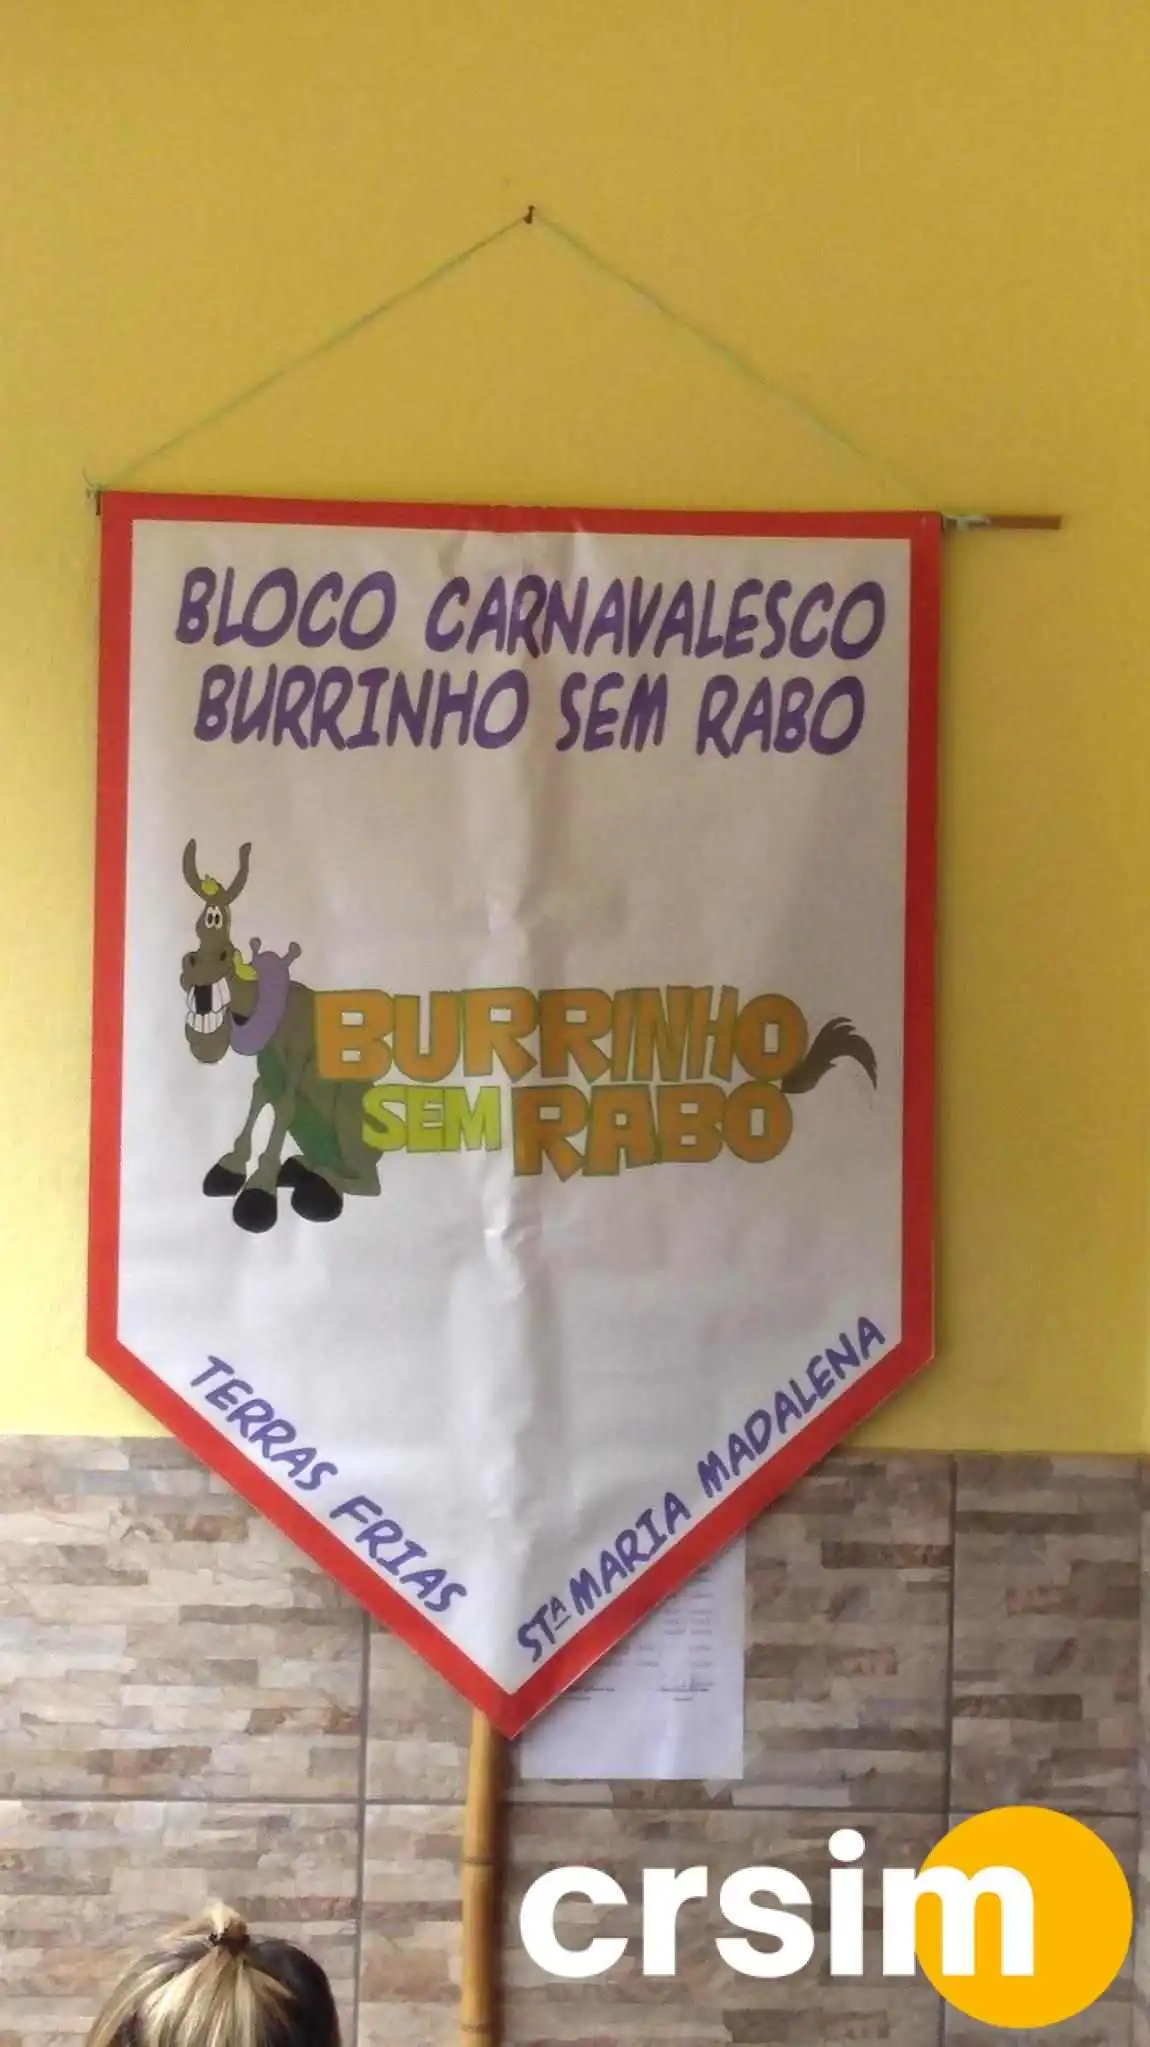 BLOCO CARNAVALESCO
BURRINHO SEM RABO
BURRINHO
SEM RABO
TERRAS FRIAS
STª MARIA MADALENA
crsim